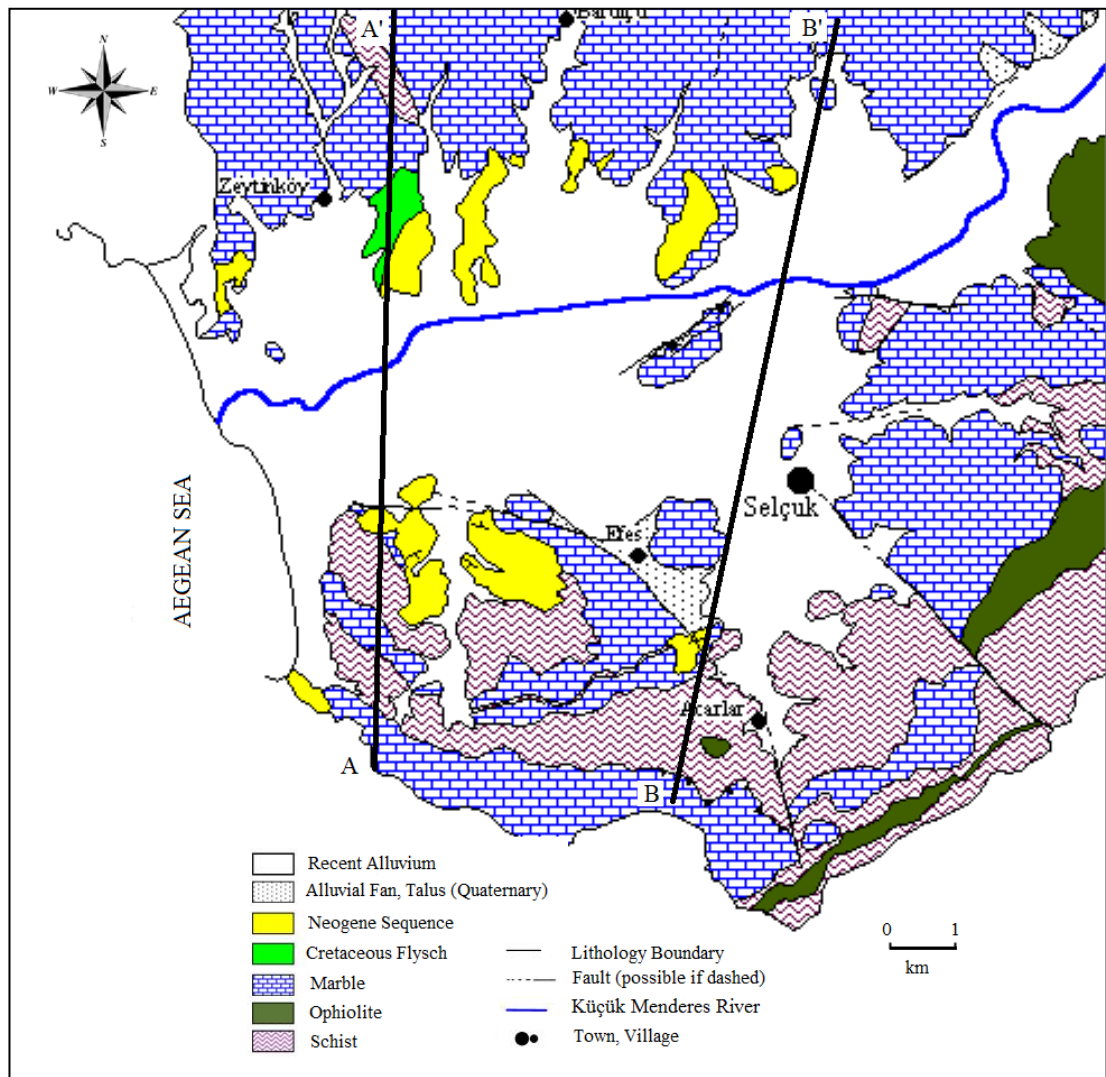 A'
B'
N
W
E
S
Zeytinköy
Selçuk
Efes
AEGEAN SEA
Acarlar
A
B
Recent Alluvium
Alluvial Fan, Talus (Quaternary)
Neogene Sequence
Cretaceous Flysch
Marble
Ophiolite
Schist
Lithology Boundary
Fault (possible if dashed)
Küçük Menderes River
Town, Village
0 1
km